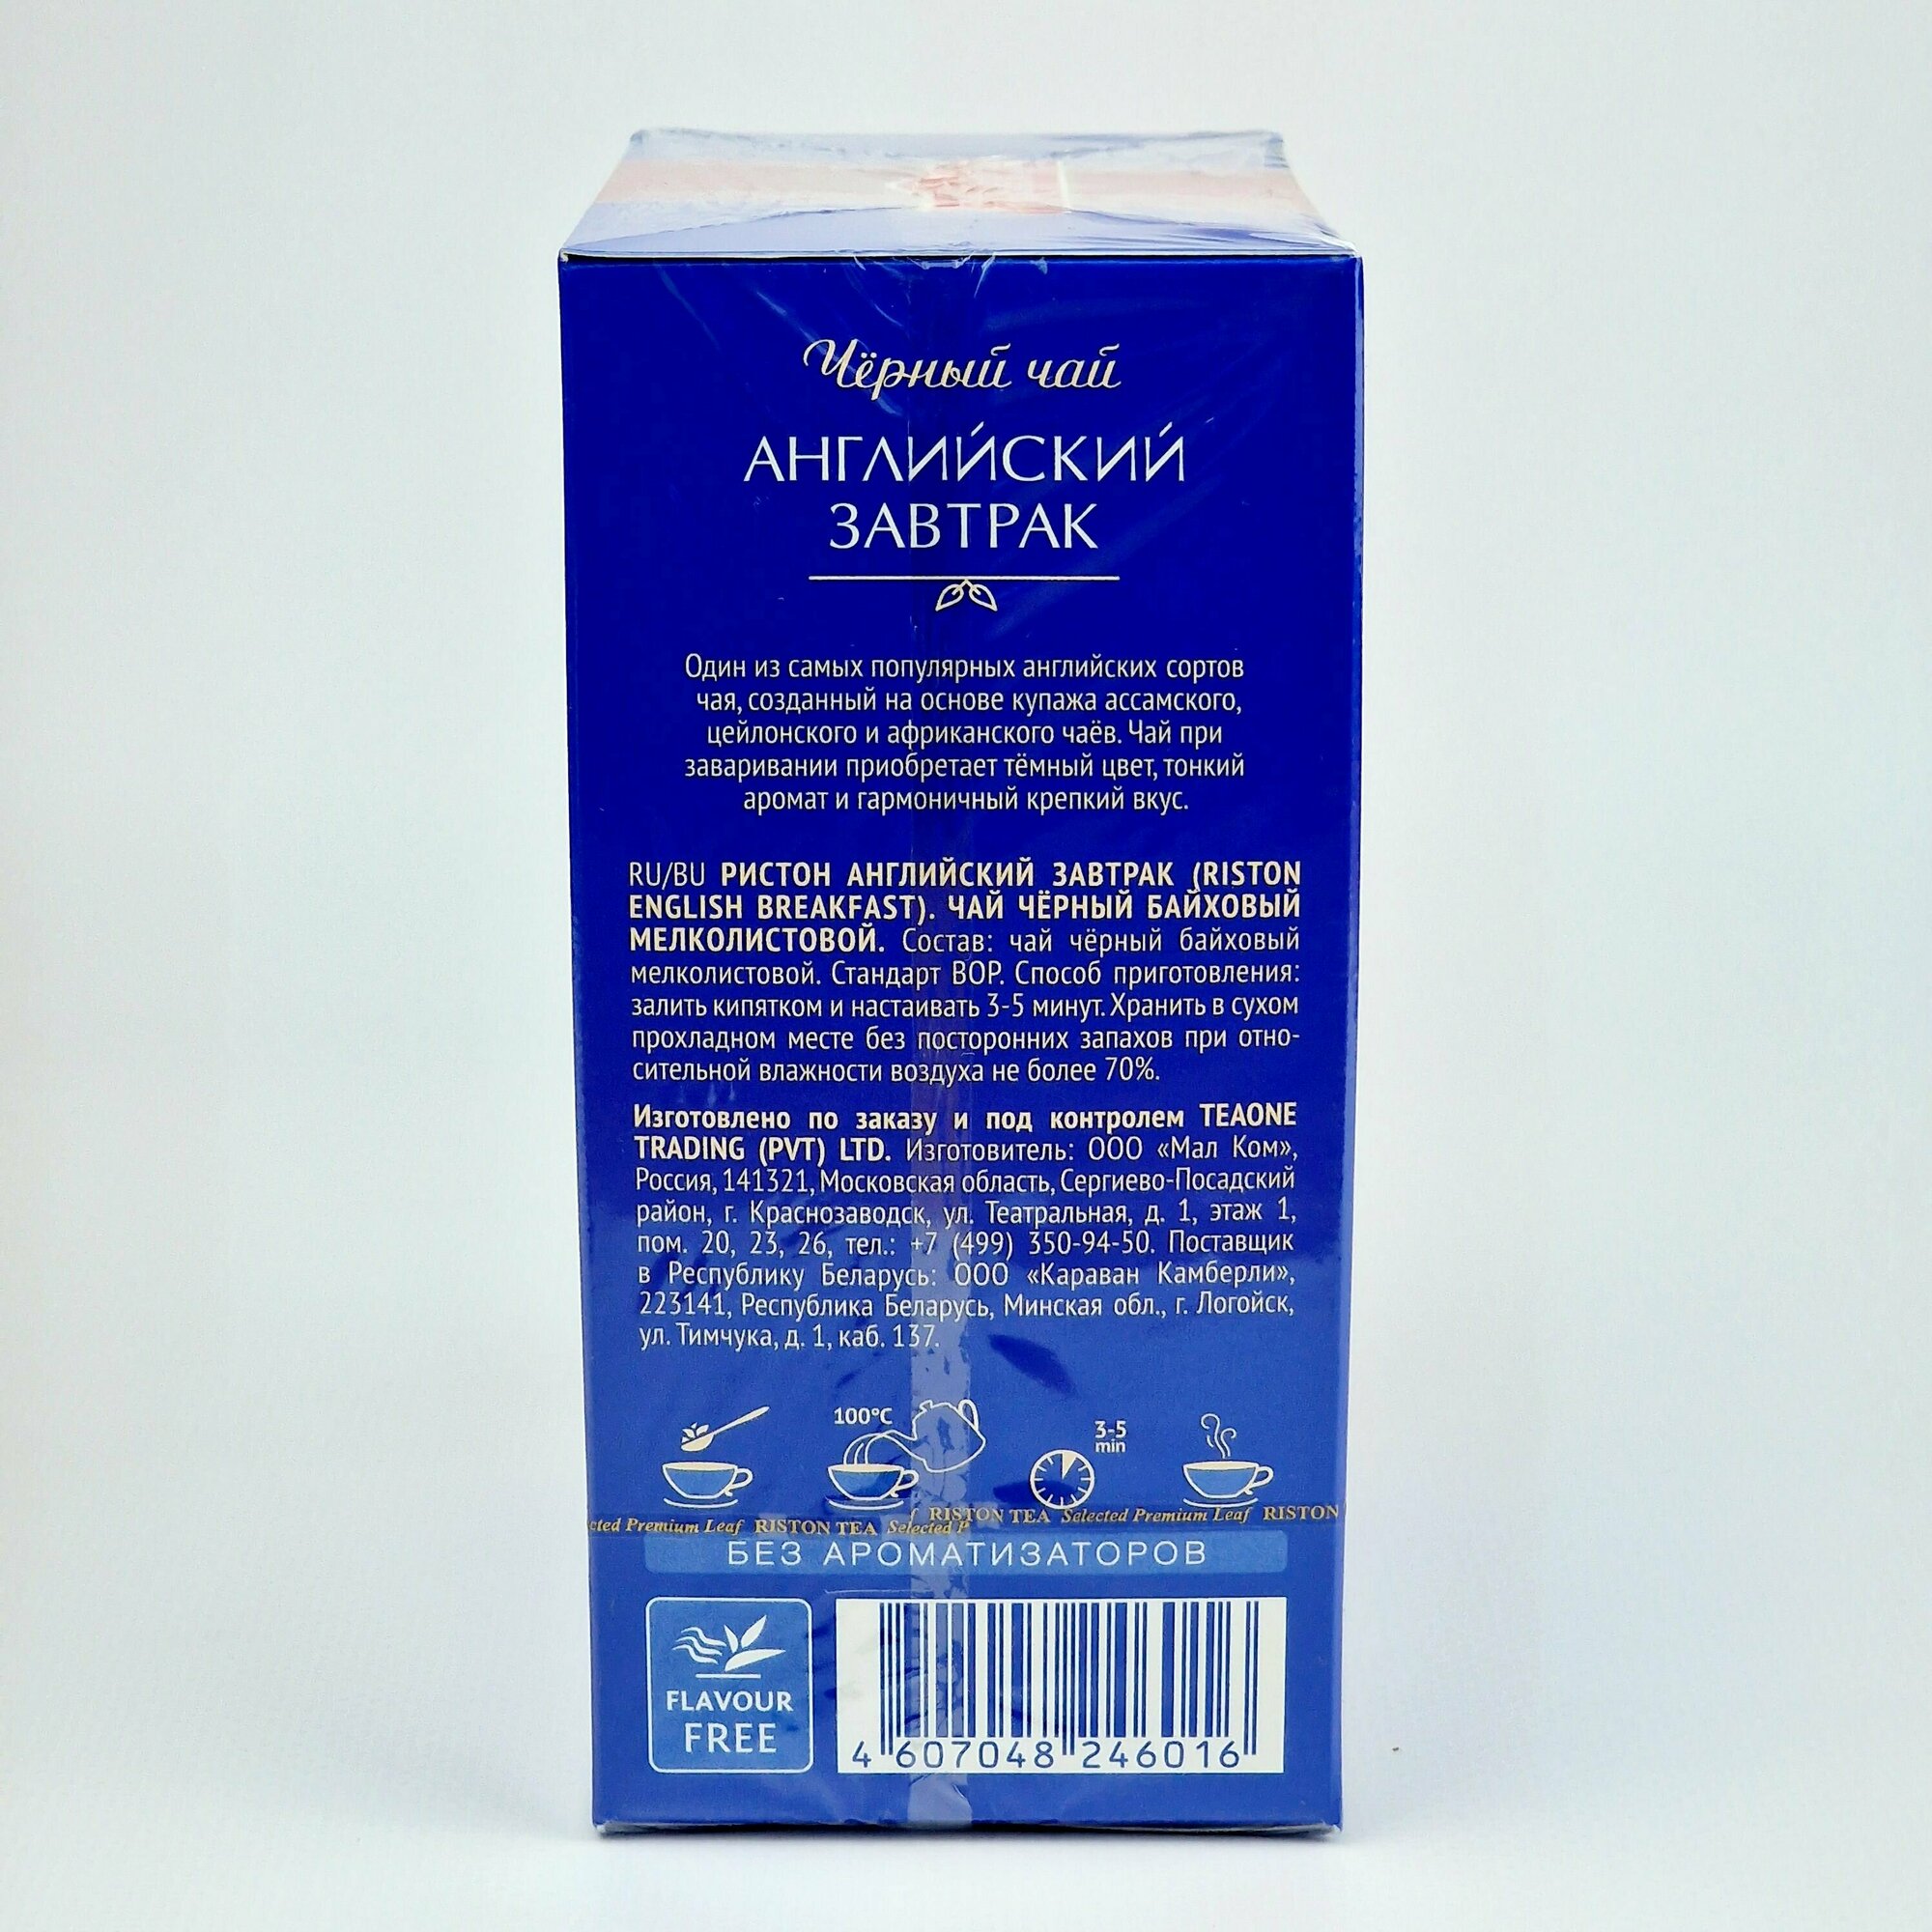 Чёрный чай
АНГЛИЙСКИЙ
ЗАВТРАК
Один из самых популярных английских сортов
чая, созданный на основе купажа ассамского,
цейлонского и африканского чаёв. Чай при
заваривании приобретает тёмный цвет, тонкий
аромат и гармоничный крепкий вкус.
RU/BU РИСТОН АНГЛИЙСКИЙ ЗАВТРАК (RISTON
ENGLISH BREAKFAST). ЧАЙ ЧЁРНЫЙ БАЙХОВЫЙ
МЕЛКОЛИСТОВОЙ. Состав: чай чёрный байховый
мелколистовой. Стандарт BOP. Способ приготовления:
залить кипятком и настаивать 3-5 минут. Хранить в сухом
прохладном месте без посторонних запахов при отно-
сительной влажности воздуха не более 70%.
Изготовлено по заказу и под контролем TEAONE
TRADING (PVT) LTD. Изготовитель: ООО «Мал Ком»,
Россия, 141321, Московская область, Сергиево-Посадский
район, г. Краснозаводск, ул. Театральная, д. 1, этаж 1,
пом. 20, 23, 26, тел.: +7 (499) 350-94-50. Поставщик
в Республику Беларусь: ООО «Караван Камберли»,
223141, Республика Беларусь, Минская обл., г. Логойск,
ул. Тимчука, д. 1, каб. 137.
100°C
3-5
min
cted Premium Leaf RISTON TEA Selected P
f RISTON TEA Selected Premium Leaf RISTON
БЕЗ АРОМАТИЗАТОРОВ
FLAVOUR
FREE
4 607048 246016